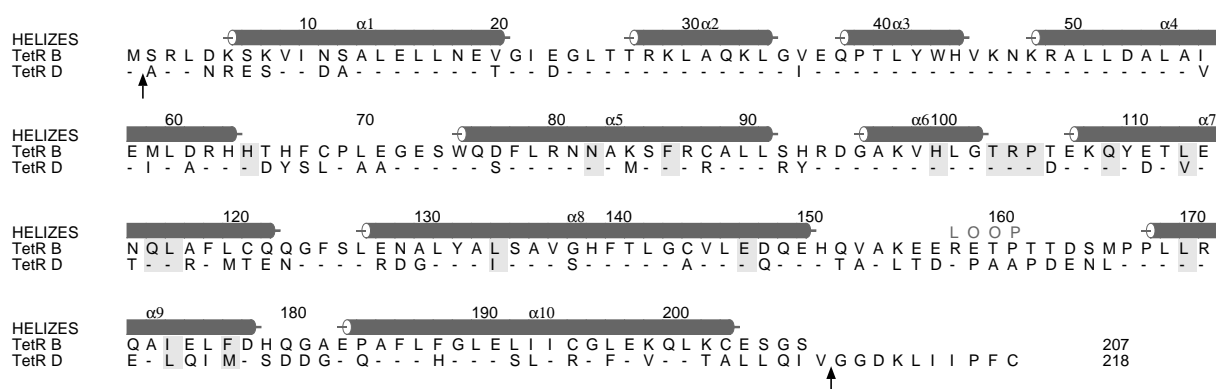 10 α1 20 30 α2 40 α3 50 α4
HELIZES
TetR B M S R L D K S K V I N S A L E L L N E V G I E G L T T R K L A Q K L G V E Q P T L Y W H V K N K R A L L D A L A I
TetR D - A - - N R E S - - D A - - - - - - - T - - D - - - - - - - - - - - - I - - - - - - - - - - - - - - - - - - - - V
60 70 80 α5 90 α6 100 110 α7
HELIZES
TetR B E M L D R H H T H F C P L E G E S W Q D F L R N N A K S F R C A L L S H R D G A K V H L G T R P T E K Q Y E T L E
TetR D - I - A - - - D Y S L - A A - - - - - S - - - - - - M - - - R - - - R Y - - - - - - - - - - - - D - - - - D - V -
120 130 α8 140 150 160 170
HELIZES L O O P
TetR B N Q L A F L C Q Q G F S L E N A L Y A L S A V G H F T L G C V L E D Q E H Q V A K E E R E T P T T D S M P P L L R
TetR D T - - R - M T E N - - - - R D G - - - I - - - S - - - - - A - - - Q - - - T A - L T D - P A A P D E N L - - - - -
α9 180 190 α10 200
HELIZES
TetR B Q A I E L F D H Q G A E P A F L F G L E L I I C G L E K Q L K C E S G S 207
TetR D E - L Q I M - S D D G - Q - - - H - - - S L - R - F - V - - T A L L Q I V G G D K L I I P F C 218